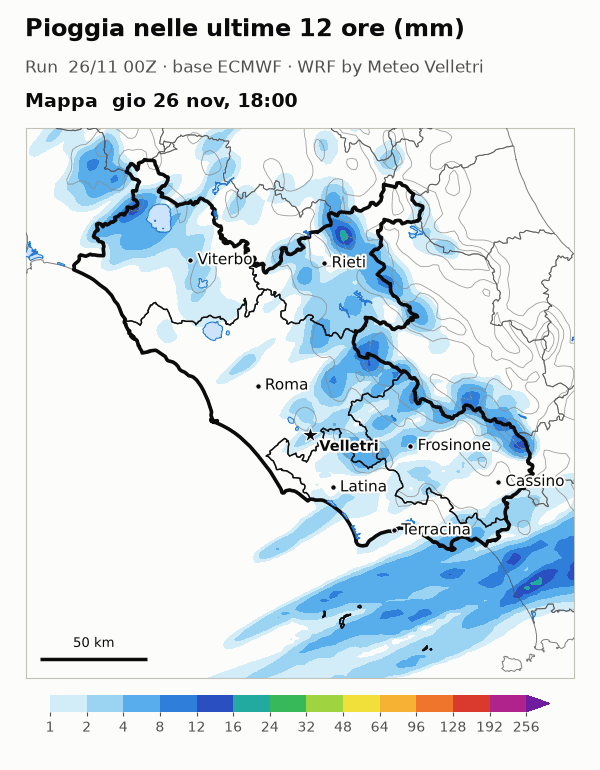 Pioggia nelle ultime 12 ore (mm)
Run 26/11 00Z · base ECMWF · WRF by Meteo Velletri
Mappa gio 26 nov, 18:00
Viterbo
Rieti
Roma
Velletri
Frosinone
Latina
Cassino
Terracina
50 km
1 2 4 8 12 16 24 32 48 64 96 128 192 256